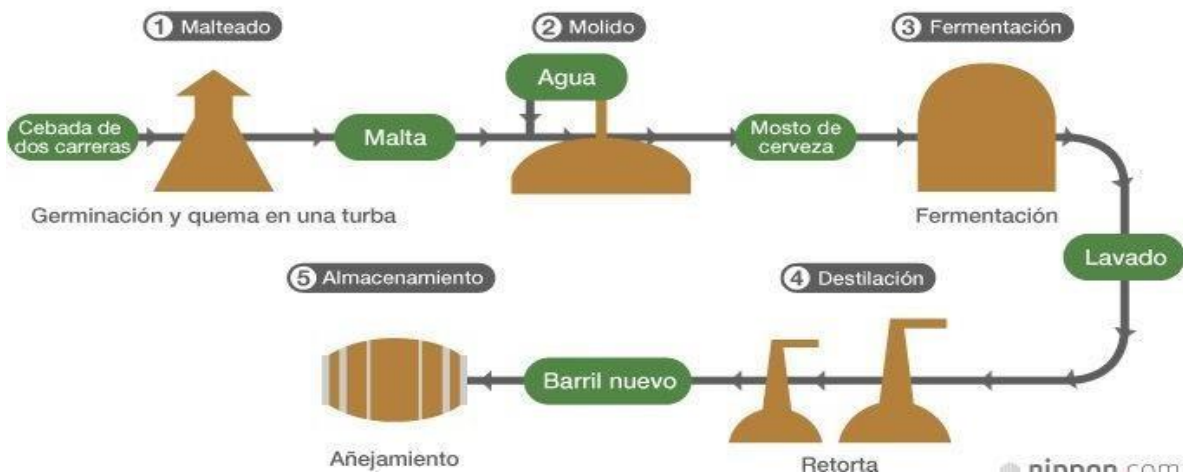 1 Malteado
2 Molido
3 Fermentación
Agua
Cebada de
dos carreras
Malta
Mosto de
cerveza
Germinación y quema en una turba
Fermentación
Lavado
5 Almacenamiento
4 Destilación
Barril nuevo
Añejamiento
Retorta
nippon.com